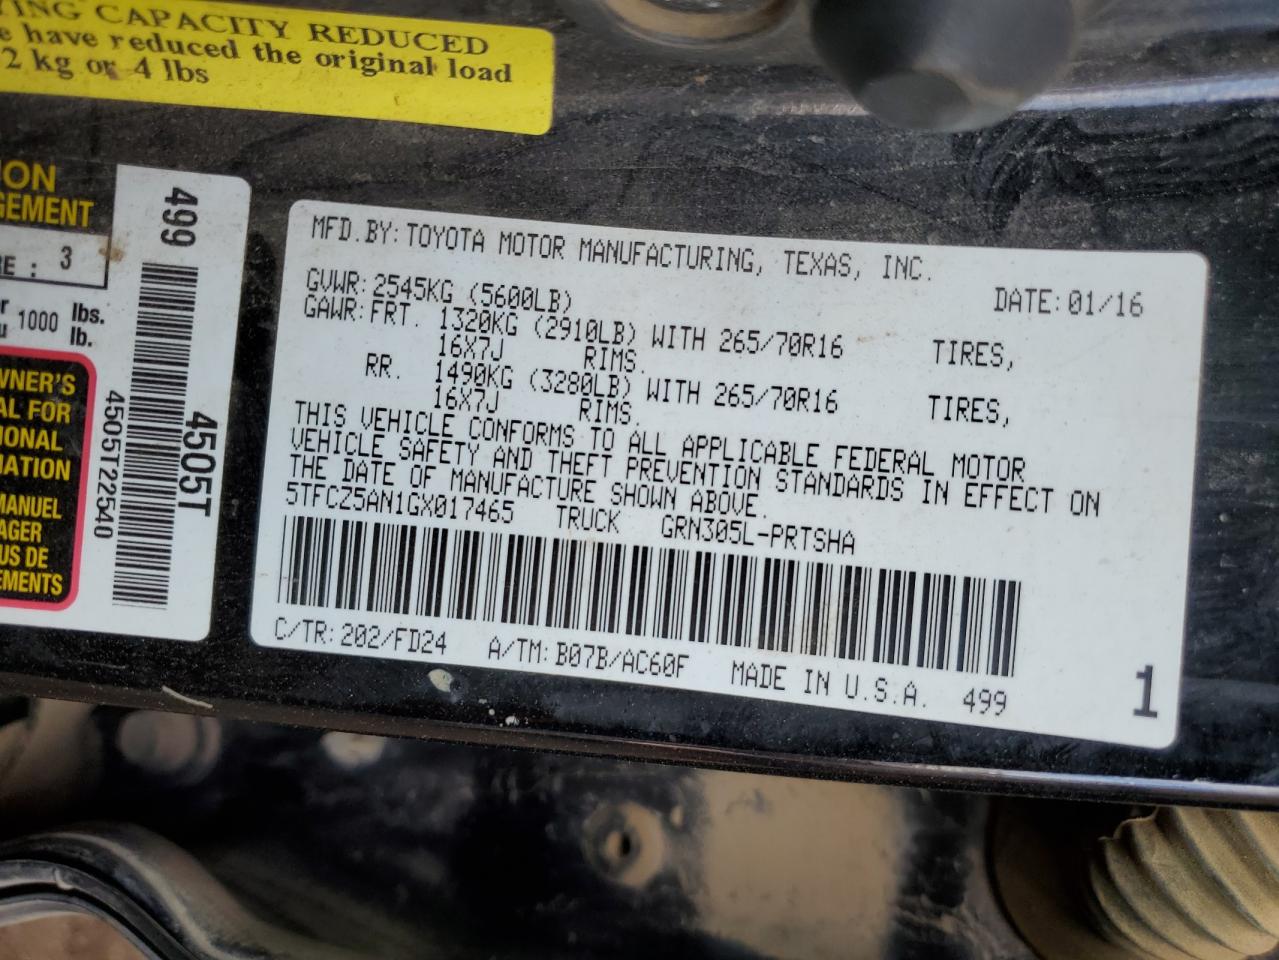 YING CAPACITY REDUCED
e have reduced the original load
2 kg or 4 lbs
ION
GEMENT
RE : 3
or 1000 lbs.
u lb.
WNER'S
AL FOR
IONAL
MATION
MANUEL
AGER
US DE
EMENTS
499
4505T
4505722640
MFD.BY:TOYOTA MOTOR MANUFACTURING, TEXAS, INC.
GVWR:2545KG (5600LB) DATE:01/16
GAWR:FRT. 1320KG (2910LB) WITH 265/70R16 TIRES,
16X7J RIMS.
RR. 1490KG (3280LB) WITH 265/70R16 TIRES,
16X7J RIMS.
THIS VEHICLE CONFORMS TO ALL APPLICABLE FEDERAL MOTOR
VEHICLE SAFETY AND THEFT PREVENTION STANDARDS IN EFFECT ON
THE DATE OF MANUFACTURE SHOWN ABOVE.
5TFCZ5AN1GX017465 TRUCK GRN305L-PRTSHA
C/TR:202/FD24 A/TM:B07B/AC60F MADE IN U.S.A. 499
1